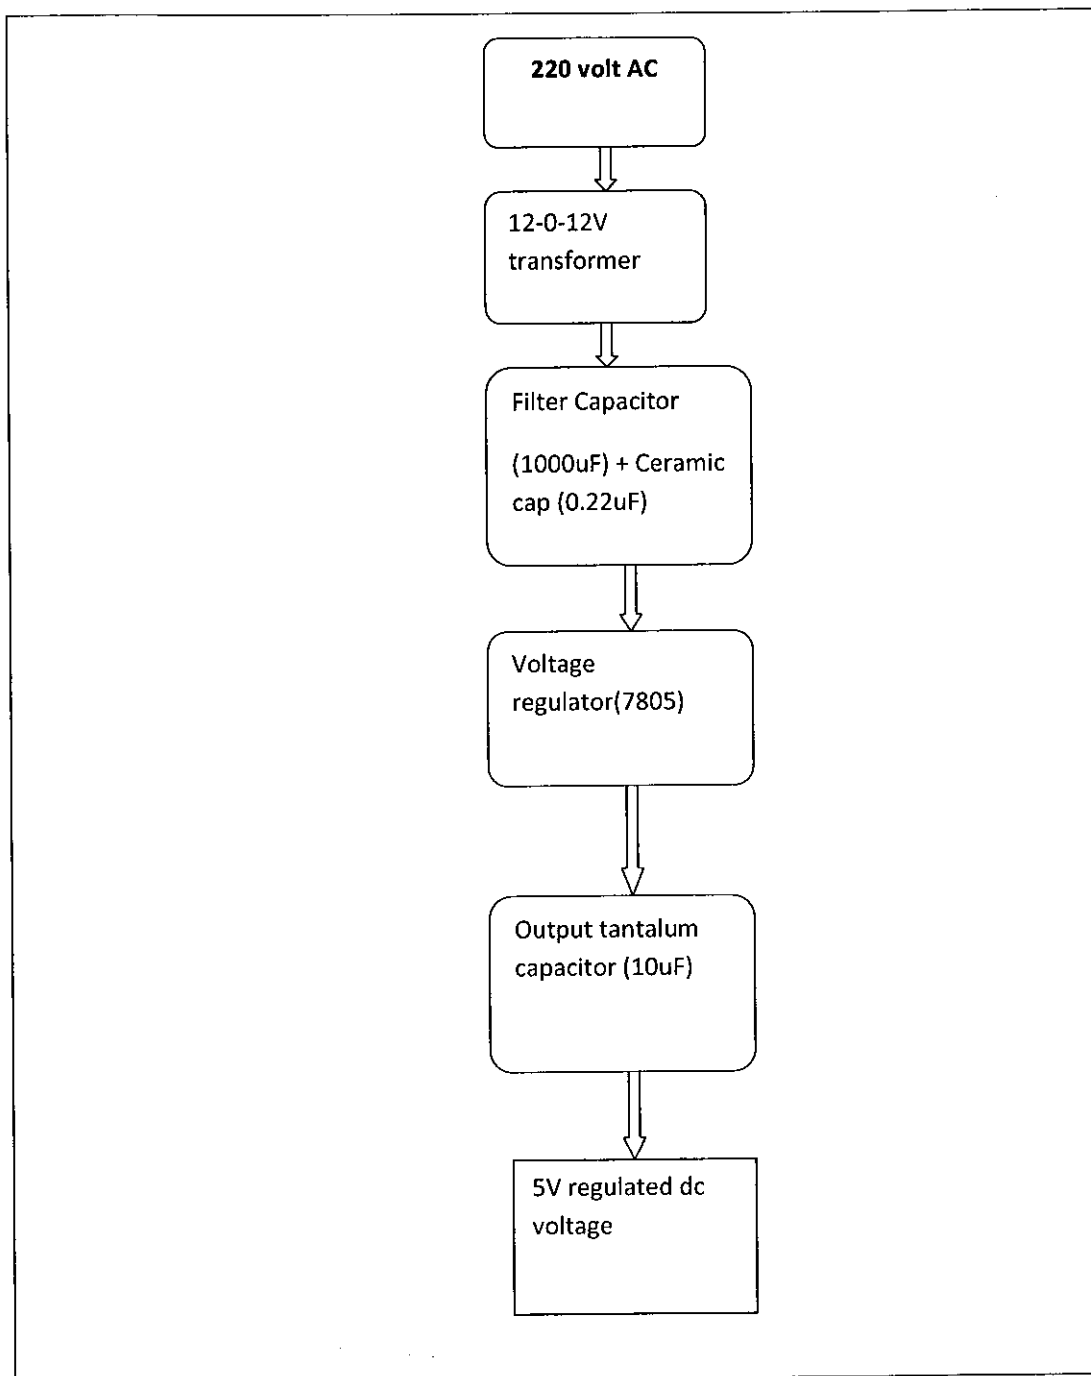 220 volt AC
12-0-12V
transformer
Filter Capacitor
(1000uF) + Ceramic
cap (0.22uF)
Voltage
regulator(7805)
Output tantalum
capacitor (10uF)
5V regulated dc
voltage